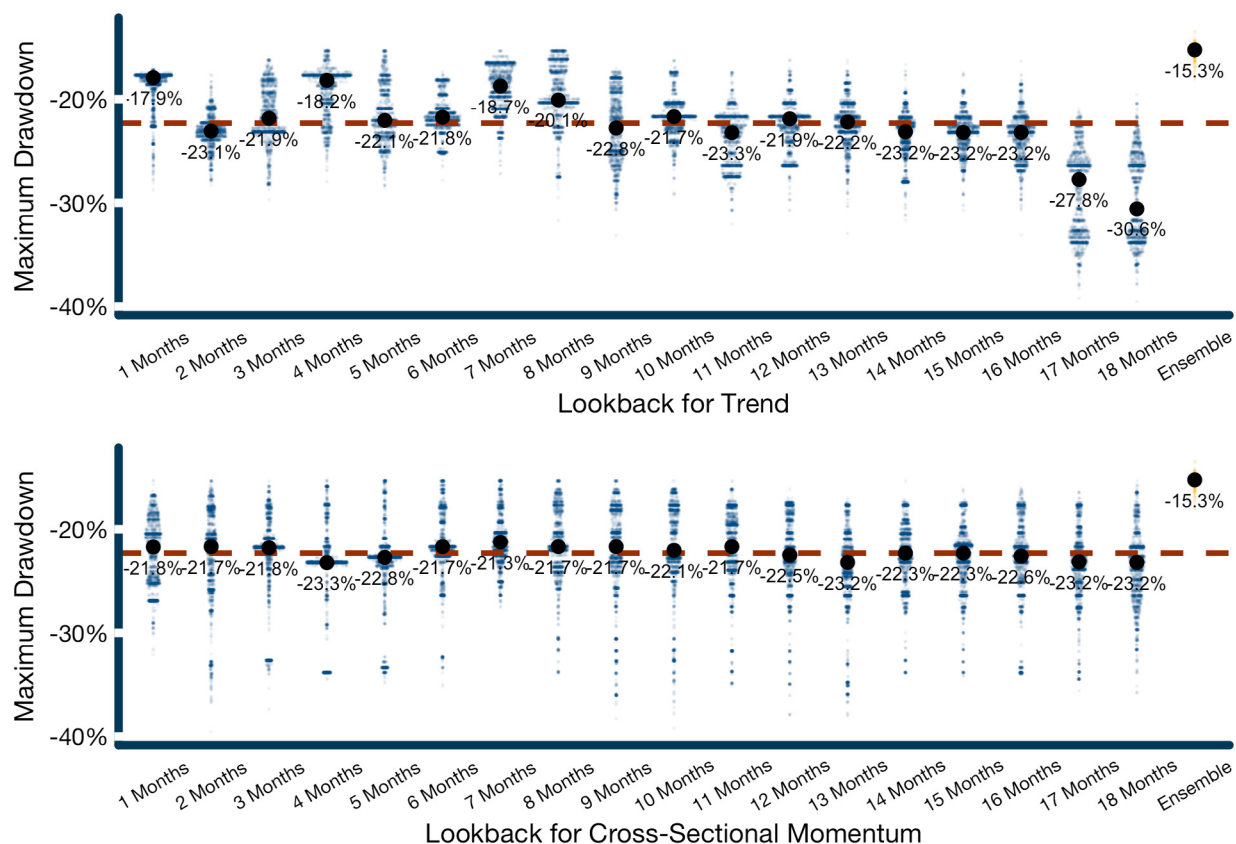 Maximum Drawdown
-20%
-30%
-40%
-17.9%
-23.1%
-21.9%
-18.2%
-22.1%
-21.8%
-18.7%
-20.1%
-22.8%
-21.7%
-23.3%
-21.9%
-22.2%
-23.2%
-23.2%
-23.2%
-27.8%
-30.6%
-15.3%
1 Months
2 Months
3 Months
4 Months
5 Months
6 Months
7 Months
8 Months
9 Months
10 Months
11 Months
12 Months
13 Months
14 Months
15 Months
16 Months
17 Months
18 Months
Ensemble
Lookback for Trend
Maximum Drawdown
-20%
-30%
-40%
-21.8%
-21.7%
-21.8%
-23.3%
-22.8%
-21.7%
-21.3%
-21.7%
-21.7%
-22.1%
-21.7%
-22.5%
-23.2%
-22.3%
-22.3%
-22.6%
-23.2%
-23.2%
-15.3%
1 Months
2 Months
3 Months
4 Months
5 Months
6 Months
7 Months
8 Months
9 Months
10 Months
11 Months
12 Months
13 Months
14 Months
15 Months
16 Months
17 Months
18 Months
Ensemble
Lookback for Cross-Sectional Momentum